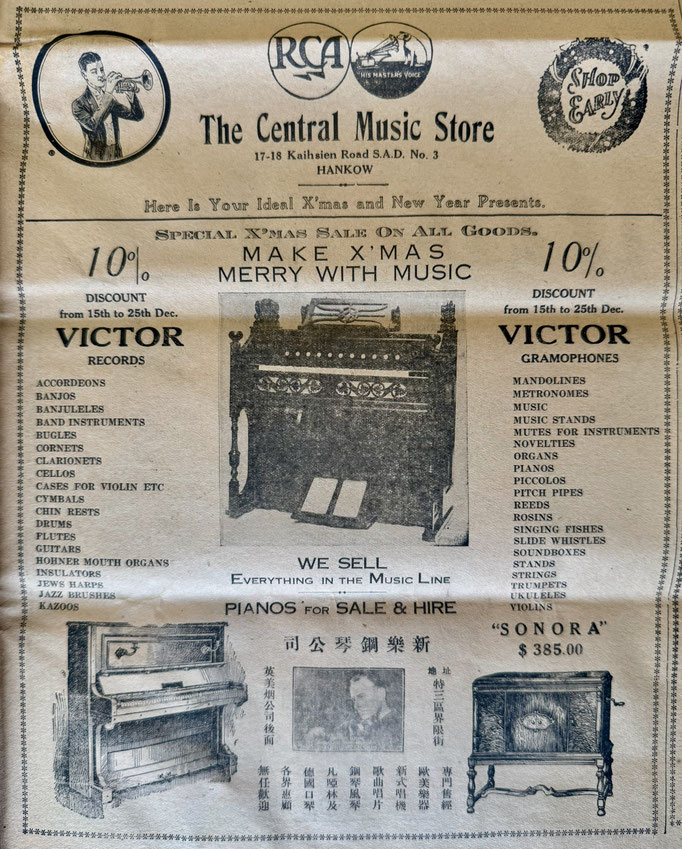 RCA
"HIS MASTERS VOICE"
SHOP
EARLY
The Central Music Store
17-18 Kaihsien Road S.A.D. No. 3
HANKOW
Here Is Your Ideal X'mas and New Year Presents.
SPECIAL X'MAS SALE ON ALL GOODS.
10%
DISCOUNT
from 15th to 25th Dec.
VICTOR
RECORDS
ACCORDEONS
BANJOS
BANJULELES
BAND INSTRUMENTS
BUGLES
CORNETS
CLARIONETS
CELLOS
CASES FOR VIOLIN ETC
CYMBALS
CHIN RESTS
DRUMS
FLUTES
GUITARS
HOHNER MOUTH ORGANS
INSULATORS
JEWS HARPS
JAZZ BRUSHES
KAZOOS
MAKE X'MAS
MERRY WITH MUSIC
WE SELL
EVERYTHING IN THE MUSIC LINE
PIANOS FOR SALE & HIRE
10%
DISCOUNT
from 15th to 25th Dec.
VICTOR
GRAMOPHONES
MANDOLINES
METRONOMES
MUSIC
MUSIC STANDS
MUTES FOR INSTRUMENTS
NOVELTIES
ORGANS
PIANOS
PICCOLOS
PITCH PIPES
REEDS
ROSINS
SINGING FISHES
SLIDE WHISTLES
SOUNDBOXES
STANDS
STRINGS
TRUMPETS
UKULELES
VIOLINS
"SONORA"
$ 385.00
司公琴鋼樂新
址地
特三區界限街
英美烟公司後面
專門經售
歐美樂器
新式唱機
歌曲唱片
鋼琴風琴
凡啞林及
德國口琴
各界惠顧
無任歡迎